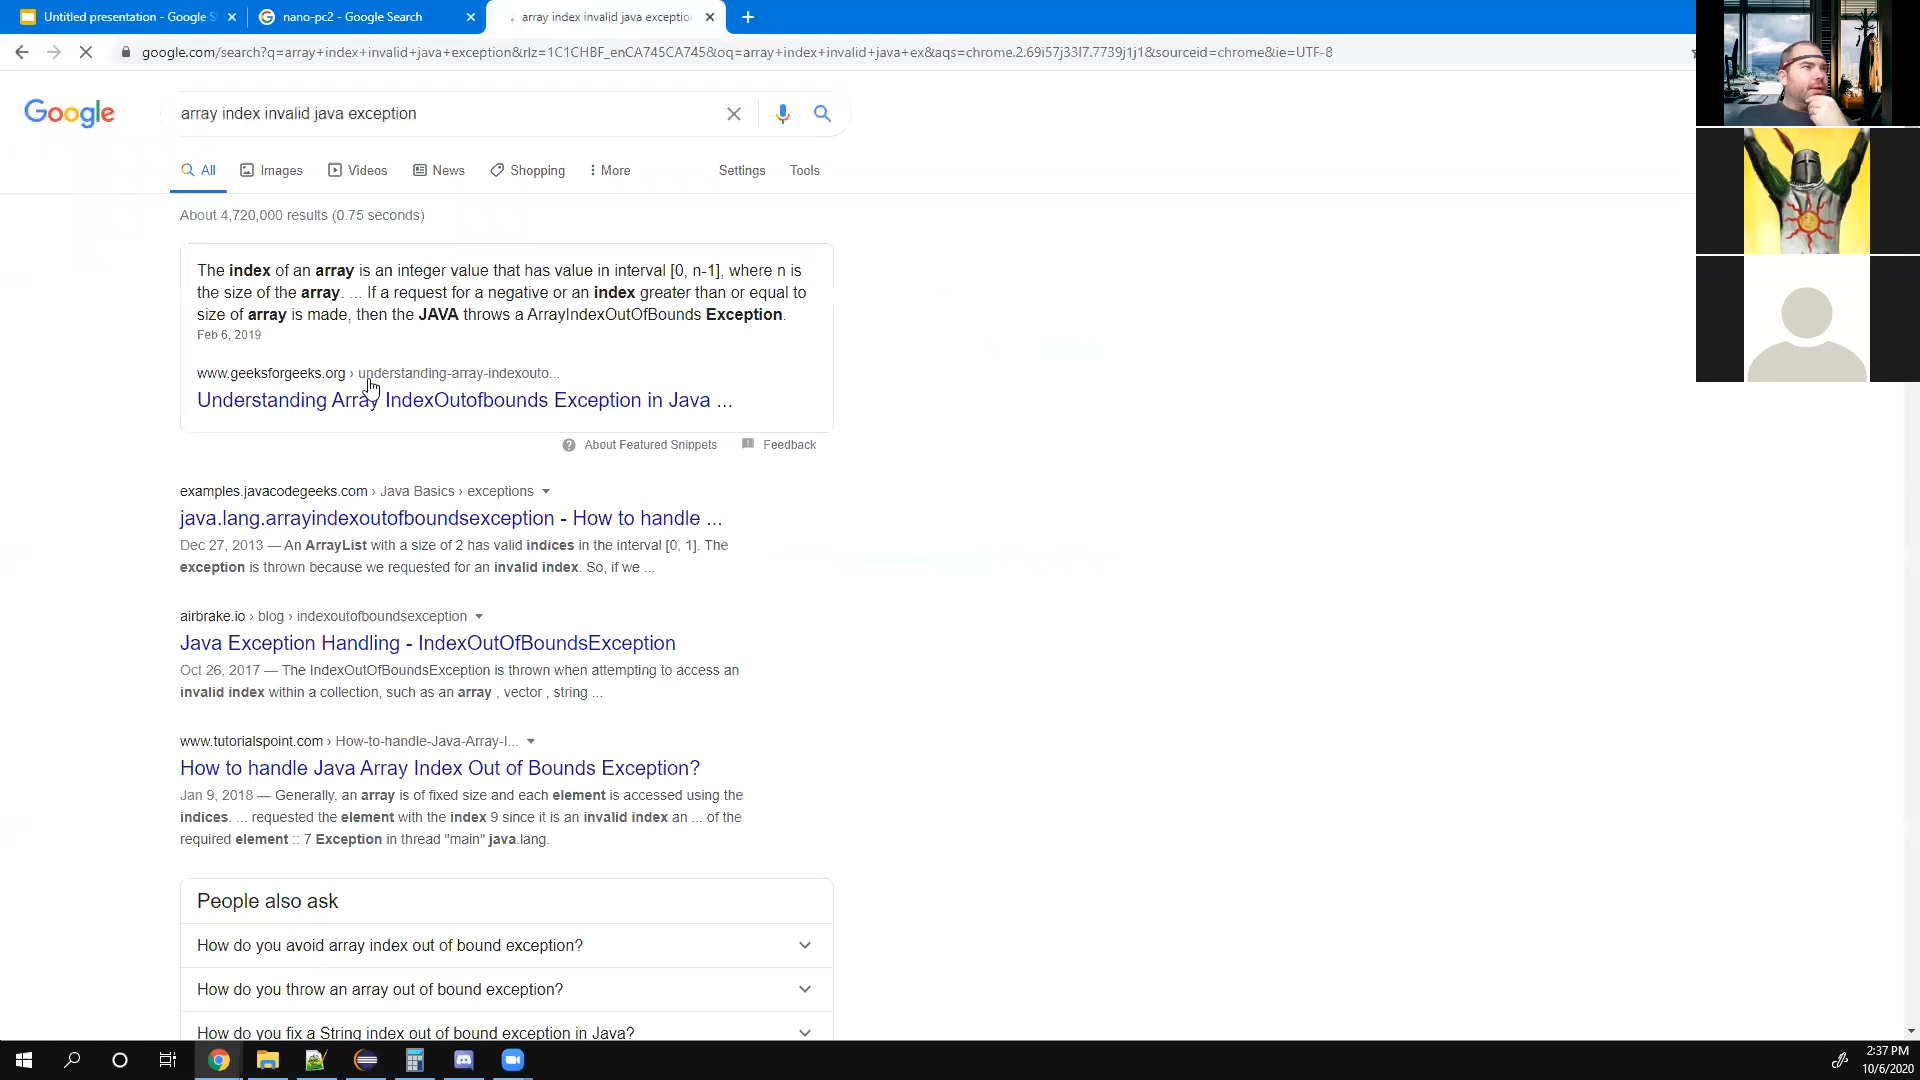 Untitled presentation - Google S
nano-pc2 - Google Search
array index invalid java exceptio
google.com/search?q=array+index+invalid+java+exception&rlz=1C1CHBF_enCA745CA745&oq=array+index+invalid+java+ex&aqs=chrome.2.69i57j33l7.7739j1j1&sourceid=chrome&ie=UTF-8
Google
array index invalid java exception
All
Images
Videos
News
Shopping
More
Settings
Tools
About 4,720,000 results (0.75 seconds)
The index of an array is an integer value that has value in interval [0, n-1], where n is
the size of the array. ... If a request for a negative or an index greater than or equal to
size of array is made, then the JAVA throws a ArrayIndexOutOfBounds Exception.
Feb 6, 2019
www.geeksforgeeks.org › understanding-array-indexouto...
Understanding Array IndexOutofbounds Exception in Java ...
About Featured Snippets
Feedback
examples.javacodegeeks.com › Java Basics › exceptions
java.lang.arrayindexoutofboundsexception - How to handle ...
Dec 27, 2013 — An ArrayList with a size of 2 has valid indices in the interval [0, 1]. The
exception is thrown because we requested for an invalid index. So, if we ...
airbrake.io › blog › indexoutofboundsexception
Java Exception Handling - IndexOutOfBoundsException
Oct 26, 2017 — The IndexOutOfBoundsException is thrown when attempting to access an
invalid index within a collection, such as an array , vector , string ...
www.tutorialspoint.com › How-to-handle-Java-Array-I...
How to handle Java Array Index Out of Bounds Exception?
Jan 9, 2018 — Generally, an array is of fixed size and each element is accessed using the
indices. ... requested the element with the index 9 since it is an invalid index an ... of the
required element :: 7 Exception in thread "main" java.lang.
People also ask
How do you avoid array index out of bound exception?
How do you throw an array out of bound exception?
How do you fix a String index out of bound exception in Java?
2:37 PM
10/6/2020